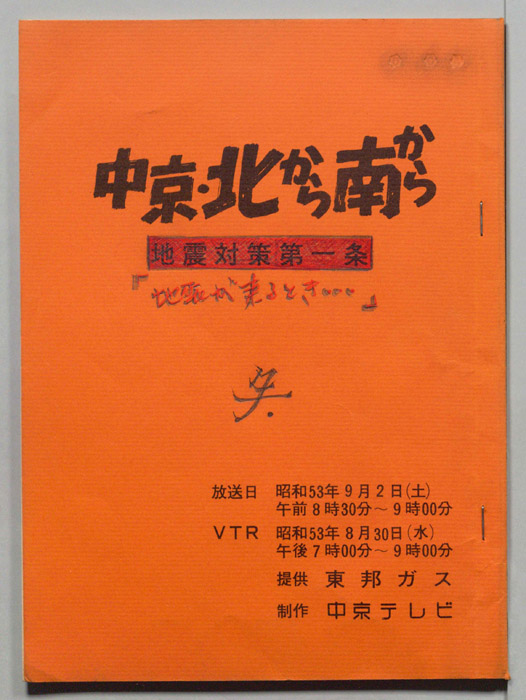 中京・北から南から
地震対策第一条
『地震が来るとき…』
放送日 昭和53年9月2日(土)
午前8時30分～9時00分
VTR 昭和53年8月30日(水)
午後7時00分～9時00分
提供 東邦ガス
制作 中京テレビ